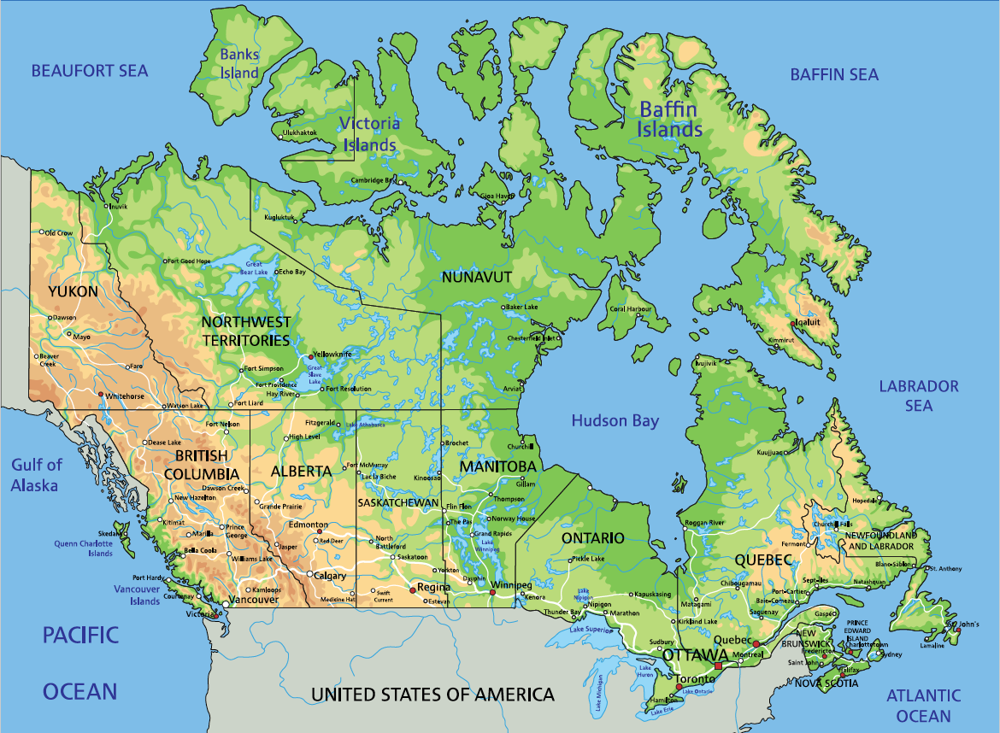 BEAUFORT SEA
Banks
Island
BAFFIN SEA
Baffin
Islands
Victoria
Islands
Ulukhaktok
Cambridge Bay
Gjoa Haven
Kugluktuk
Inuvik
Old Crow
Fort Good Hope
Great
Bear Lake
Echo Bay
NUNAVUT
YUKON
Baker Lake
Coral Harbour
Dawson
Mayo
NORTHWEST
TERRITORIES
Iqaluit
Chesterfield Inlet
Kimmirut
Beaver
Creek
Faro
Yellowknife
Great
Slave
Lake
Fort Simpson
Ivujivik
Fort Providence
Hay River
Fort Resolution
Arviat
LABRADOR
SEA
Whitehorse
Watson Lake
Fort Liard
Hudson Bay
Fort Nelson
Fitzgerald
Lake Athabasca
High Level
Dease Lake
Brochet
Churchill
Kuujjuac
Gulf of
Alaska
BRITISH
COLUMBIA
ALBERTA
Fort McMurray
Lac la Biche
Kinoosao
MANITOBA
Gillam
Dawson Creek
New Hazelton
Grande Prairie
SASKATCHEWAN
Thompson
Flin Flon
Hopedale
Kitimat
Marilla
Prince
George
Edmonton
The Pas
Norway House
Roggan River
Churchill Falls
Skedans
Quenn Charlotte
Islands
Jasper
Red Deer
North
Battleford
Grand Rapids
Lake
Winnipeg
ONTARIO
Fermont
NEWFOUNDLAND
AND LABRADOR
Bella Coola
Williams Lake
Saskatoon
Pickle Lake
QUEBEC
Blanc-Sablon
St. Anthony
Port Hardy
Calgary
Yorkton
Dauphin
Chibougamau
Sept-Iles
Natashquan
Vancouver
Islands
Courtenay
Kamloops
Vancouver
Medicine Hat
Swift
Current
Regina
Estevan
Winnipeg
Kenora
Lake
Nipigon
Nipigon
Kapuskasing
Matagami
Port-Cartier
Baie-Comeau
Victoria
Thunder Bay
Marathon
Kirkland Lake
Saguenay
Gaspé
PRINCE
EDWARD
ISLAND
St John's
Lamaline
PACIFIC
OCEAN
Lake Superior
Sudbury
OTTAWA
Quebec
Montreal
NEW
BRUNSWICK
Fredericton
Charlottetown
Sydney
Saint John
Halifax
NOVA SCOTIA
UNITED STATES OF AMERICA
Lake Michigan
Lake
Huron
Toronto
Lake Ontario
Hamilton
Lake Erie
ATLANTIC
OCEAN